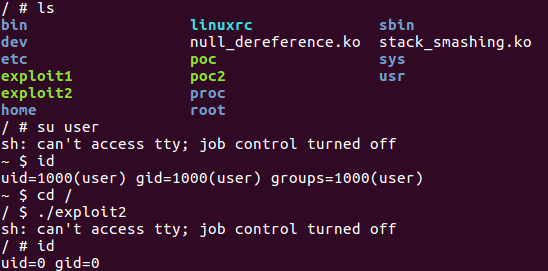 / # ls
bin linuxrc sbin
dev null_dereference.ko stack_smashing.ko
etc poc sys
exploit1 poc2 usr
exploit2 proc
home root
/ # su user
sh: can't access tty; job control turned off
~ $ id
uid=1000(user) gid=1000(user) groups=1000(user)
~ $ cd /
/ $ ./exploit2
sh: can't access tty; job control turned off
/ # id
uid=0 gid=0